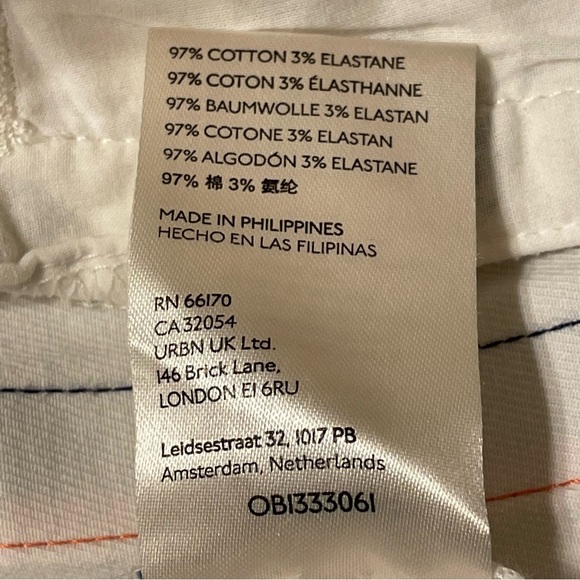 97% COTTON 3% ELASTANE
97% COTON 3% ÉLASTHANNE
97% BAUMWOLLE 3% ELASTAN
97% COTONE 3% ELASTAN
97% ALGODÓN 3% ELASTANE
97% 棉 3% 氨纶
MADE IN PHILIPPINES
HECHO EN LAS FILIPINAS
RN 66170
CA 32054
URBN UK Ltd.
146 Brick Lane,
LONDON E1 6RU
Leidsestraat 32, 1017 PB
Amsterdam, Netherlands
OB1333061